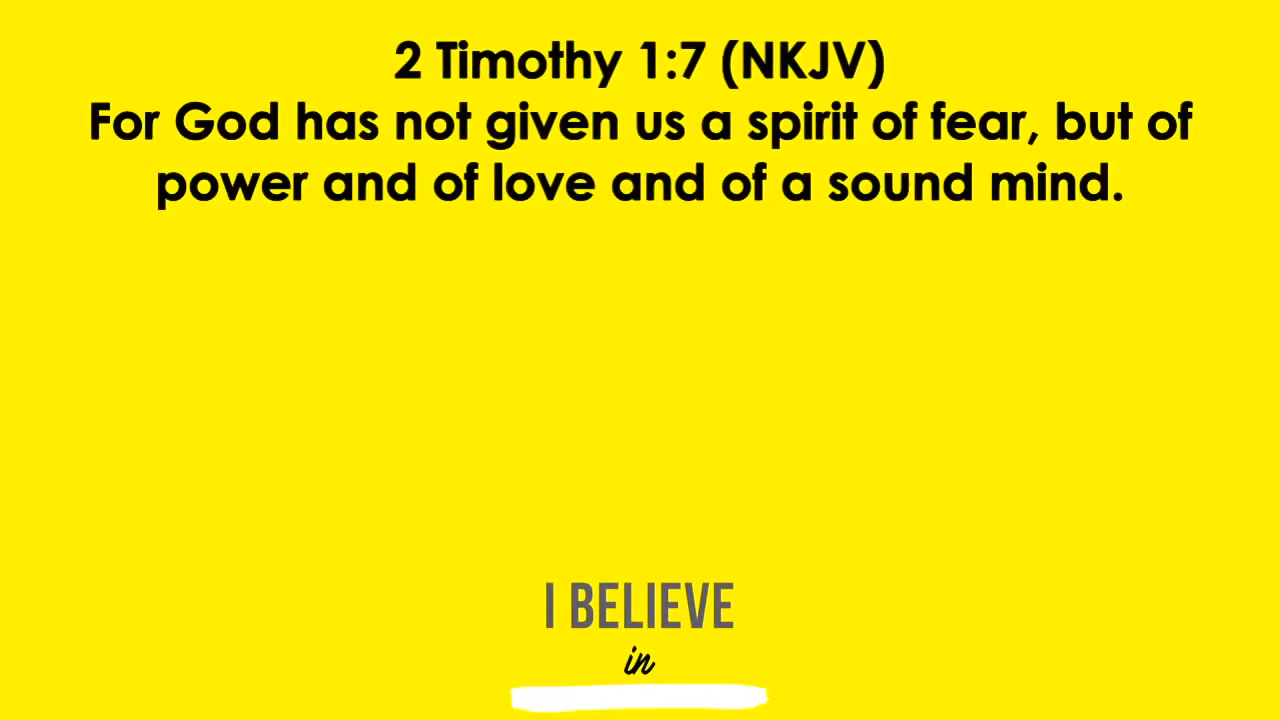 2 Timothy 1:7 (NKJV)
For God has not given us a spirit of fear, but of
power and of love and of a sound mind.
I BELIEVE
in